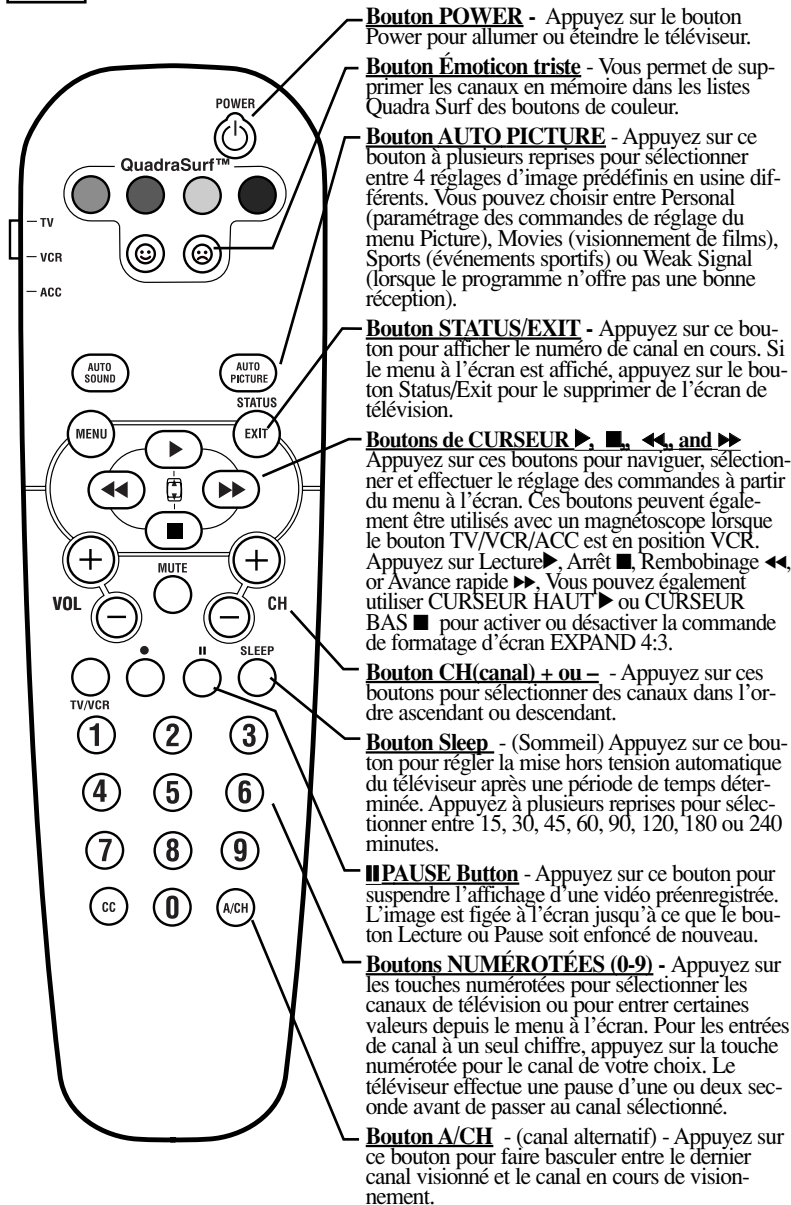 POWER
QuadraSurf™
TV
VCR
ACC
AUTO
SOUND
AUTO
PICTURE
STATUS
MENU
EXIT
MUTE
VOL
CH
SLEEP
TV/VCR
1
2
3
4
5
6
7
8
9
CC
0
A/CH
Bouton POWER - Appuyez sur le bouton
Power pour allumer ou éteindre le téléviseur.
Bouton Émoticon triste - Vous permet de sup-
primer les canaux en mémoire dans les listes
Quadra Surf des boutons de couleur.
Bouton AUTO PICTURE - Appuyez sur ce
bouton à plusieurs reprises pour sélectionner
entre 4 réglages d’image prédéfinis en usine dif-
férents. Vous pouvez choisir entre Personal
(paramétrage des commandes de réglage du
menu Picture), Movies (visionnement de films),
Sports (événements sportifs) ou Weak Signal
(lorsque le programme n’offre pas une bonne
réception).
Bouton STATUS/EXIT - Appuyez sur ce bou-
ton pour afficher le numéro de canal en cours. Si
le menu à l’écran est affiché, appuyez sur le bou-
ton Status/Exit pour le supprimer de l’écran de
télévision.
Boutons de CURSEUR ▶, ■,, ◀◀,, and ▶▶
Appuyez sur ces boutons pour naviguer, sélection-
ner et effectuer le réglage des commandes à partir
du menu à l’écran. Ces boutons peuvent égale-
ment être utilisés avec un magnétoscope lorsque
le bouton TV/VCR/ACC est en position VCR.
Appuyez sur Lecture▶, Arrêt ■, Rembobinage ◀◀,
or Avance rapide ▶▶, Vous pouvez également
utiliser CURSEUR HAUT ▶ ou CURSEUR
BAS ■ pour activer ou désactiver la commande
de formatage d’écran EXPAND 4:3.
Bouton CH(canal) + ou – - Appuyez sur ces
boutons pour sélectionner des canaux dans l’or-
dre ascendant ou descendant.
Bouton Sleep - (Sommeil) Appuyez sur ce bou-
ton pour régler la mise hors tension automatique
du téléviseur après une période de temps déter-
minée. Appuyez à plusieurs reprises pour sélec-
tionner entre 15, 30, 45, 60, 90, 120, 180 ou 240
minutes.
❚❚PAUSE Button - Appuyez sur ce bouton pour
suspendre l’affichage d’une vidéo préenregistrée.
L’image est figée à l’écran jusqu’à ce que le bou-
ton Lecture ou Pause soit enfoncé de nouveau.
Boutons NUMÉROTÉES (0-9) - Appuyez sur
les touches numérotées pour sélectionner les
canaux de télévision ou pour entrer certaines
valeurs depuis le menu à l’écran. Pour les entrées
de canal à un seul chiffre, appuyez sur la touche
numérotée pour le canal de votre choix. Le
téléviseur effectue une pause d’une ou deux sec-
onde avant de passer au canal sélectionné.
Bouton A/CH - (canal alternatif) - Appuyez sur
ce bouton pour faire basculer entre le dernier
canal visionné et le canal en cours de vision-
nement.